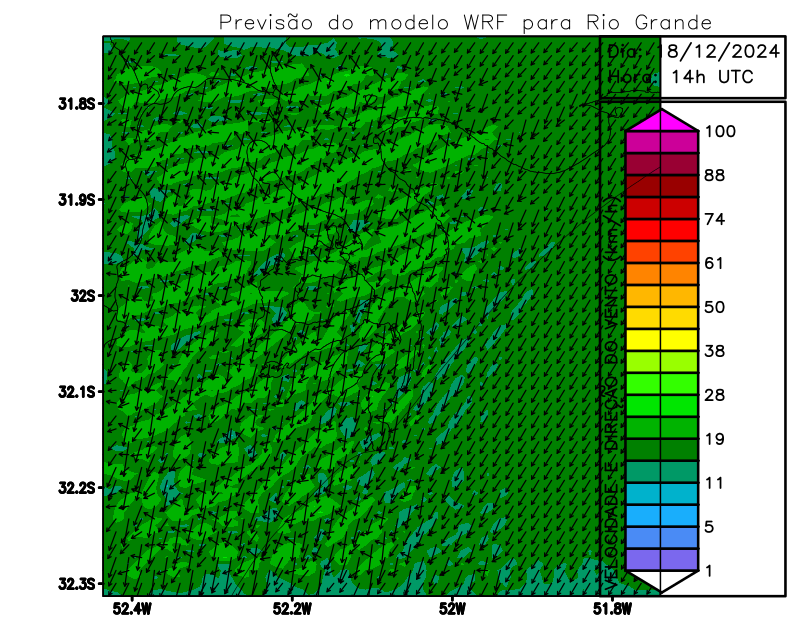 Previsão do modelo WRF para Rio Grande
Dia: 18/12/2024
Hora: 14h UTC
31.8S
31.9S
32S
32.1S
32.2S
32.3S
52.4W
52.2W
52W
51.8W
VELOCIDADE E DIREÇÃO DO VENTO (km/h)
100
88
74
61
50
38
28
19
11
5
1